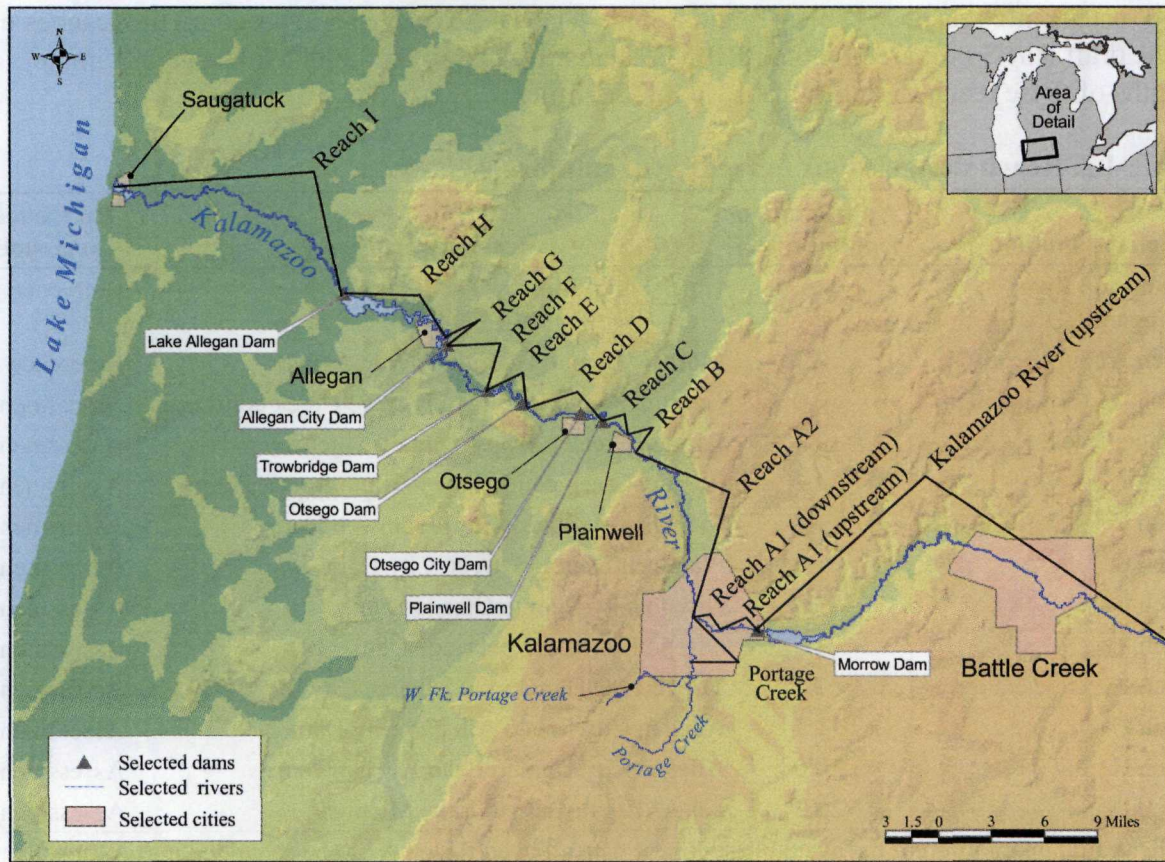 N
W E
S
Saugatuck
Lake Michigan
Kalamazoo
River
Reach I
Reach H
Reach G
Reach F
Reach E
Reach D
Reach C
Reach B
Reach A2
Reach A1 (downstream)
Reach A1 (upstream)
Kalamazoo River (upstream)
Area
of
Detail
Lake Allegan Dam
Allegan
Allegan City Dam
Trowbridge Dam
Otsego Dam
Otsego
Otsego City Dam
Plainwell
Plainwell Dam
Kalamazoo
W. Fk. Portage Creek
Portage Creek
Portage
Creek
Morrow Dam
Battle Creek
Selected dams
Selected rivers
Selected cities
3 1.5 0 3 6 9 Miles